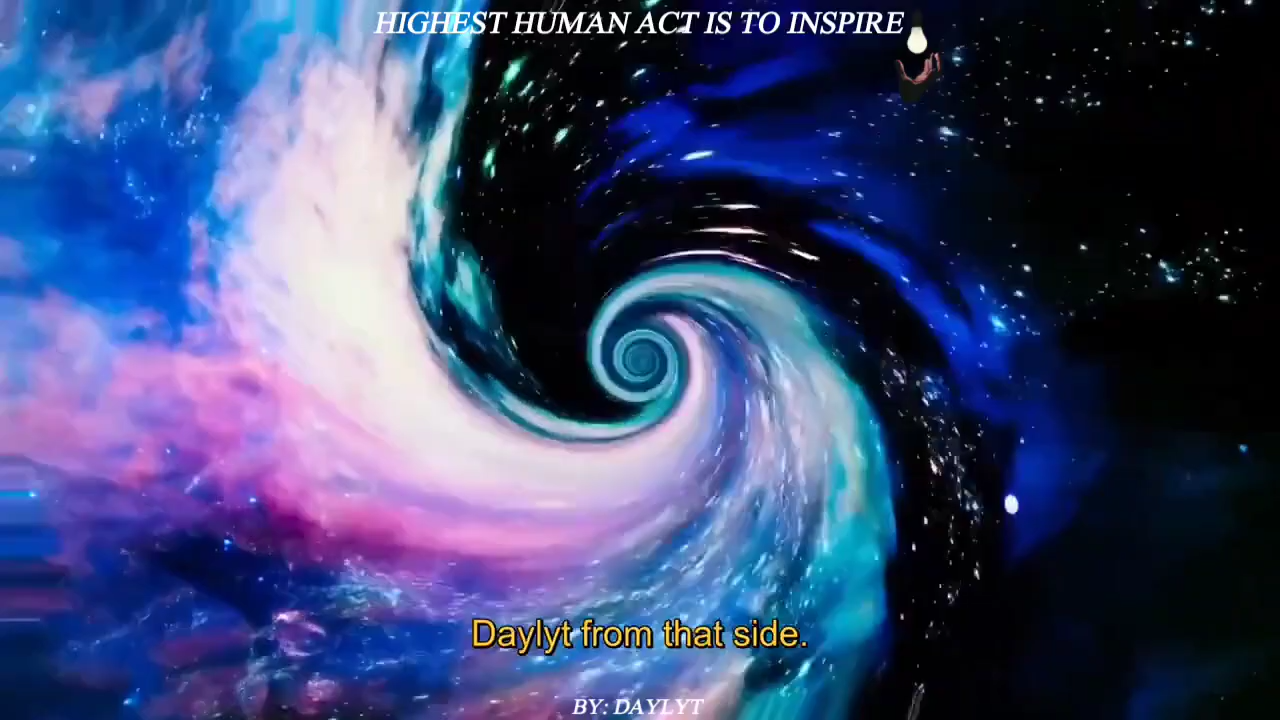 HIGHEST HUMAN ACT IS TO INSPIRE
Daylyt from that side.
BY: DAYLYT